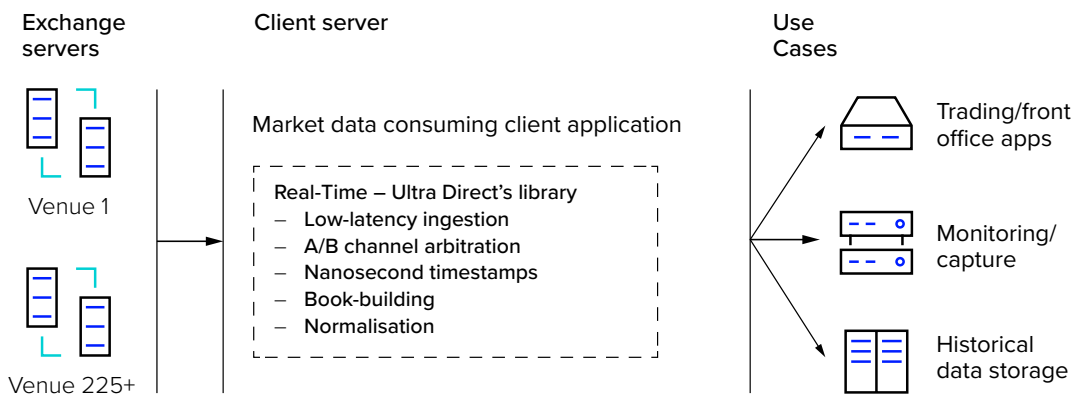 Exchange
servers
Venue 1
Venue 225+
Client server
Market data consuming client application
Real-Time – Ultra Direct's library
– Low-latency ingestion
– A/B channel arbitration
– Nanosecond timestamps
– Book-building
– Normalisation
Use
Cases
Trading/front
office apps
Monitoring/
capture
Historical
data storage